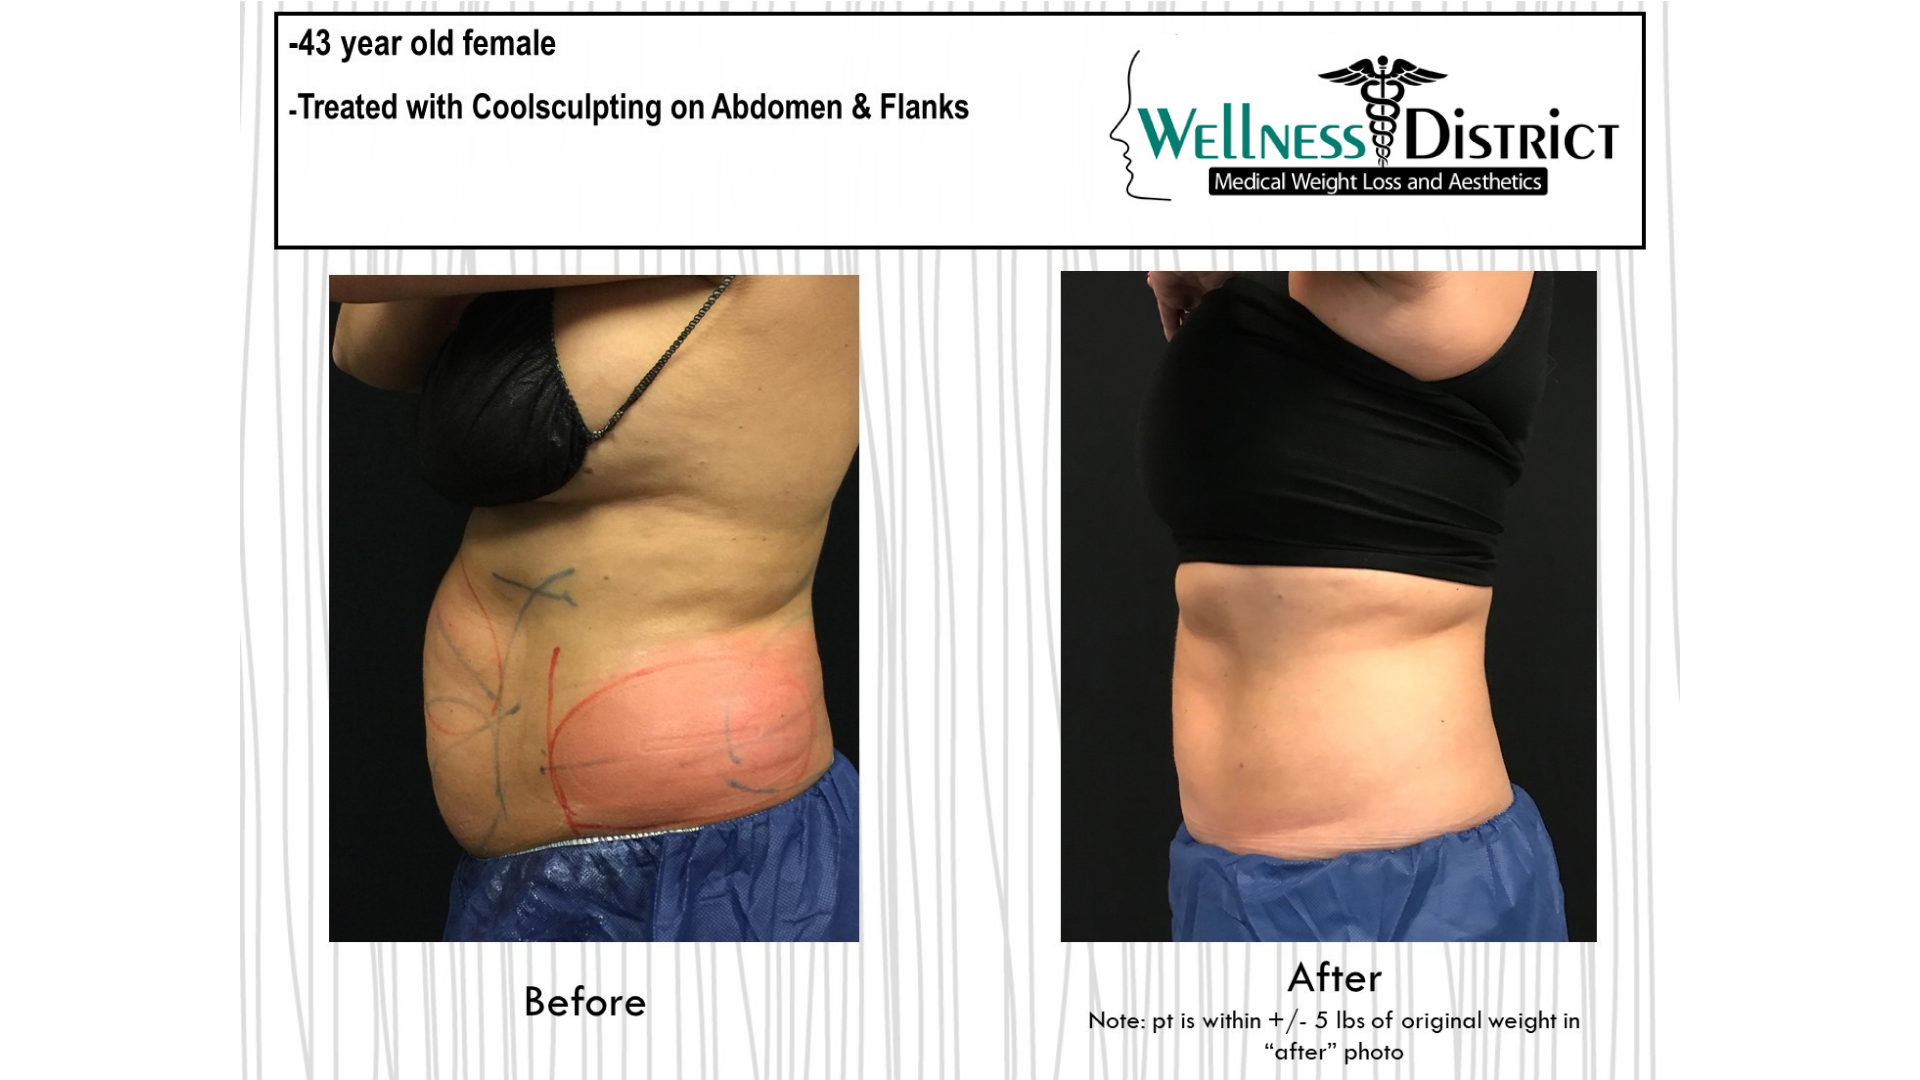 -43 year old female
-Treated with Coolsculpting on Abdomen & Flanks
WELLNESS DISTRICT
Medical Weight Loss and Aesthetics
Before
After
Note: pt is within +/- 5 lbs of original weight in
“after” photo